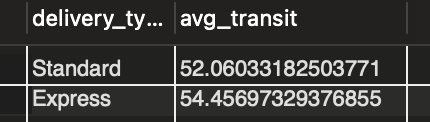 delivery_ty... avg_transit
Standard 52.06033182503771
Express 54.45697329376855